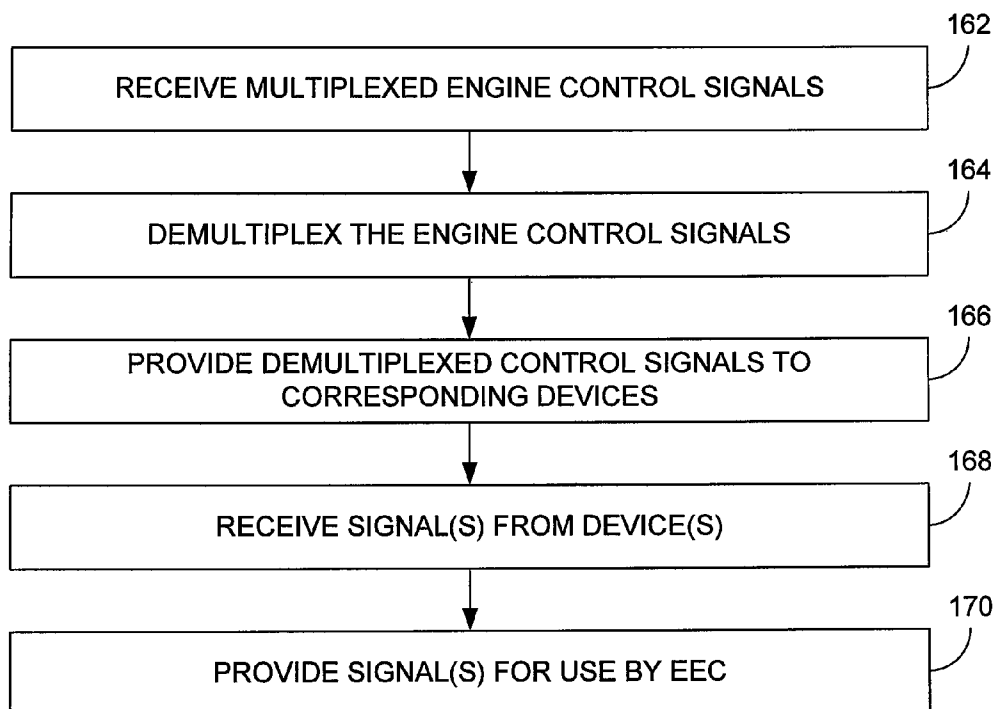 162
RECEIVE MULTIPLEXED ENGINE CONTROL SIGNALS
164
DEMULTIPLEX THE ENGINE CONTROL SIGNALS
166
PROVIDE DEMULTIPLEXED CONTROL SIGNALS TO
CORRESPONDING DEVICES
168
RECEIVE SIGNAL(S) FROM DEVICE(S)
170
PROVIDE SIGNAL(S) FOR USE BY EEC